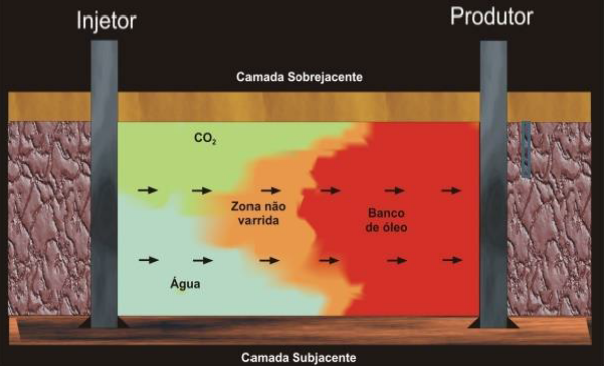 Injetor
Produtor
Camada Sobrejacente
CO₂
Zona não
varrida
Banco
de óleo
Água
Camada Subjacente